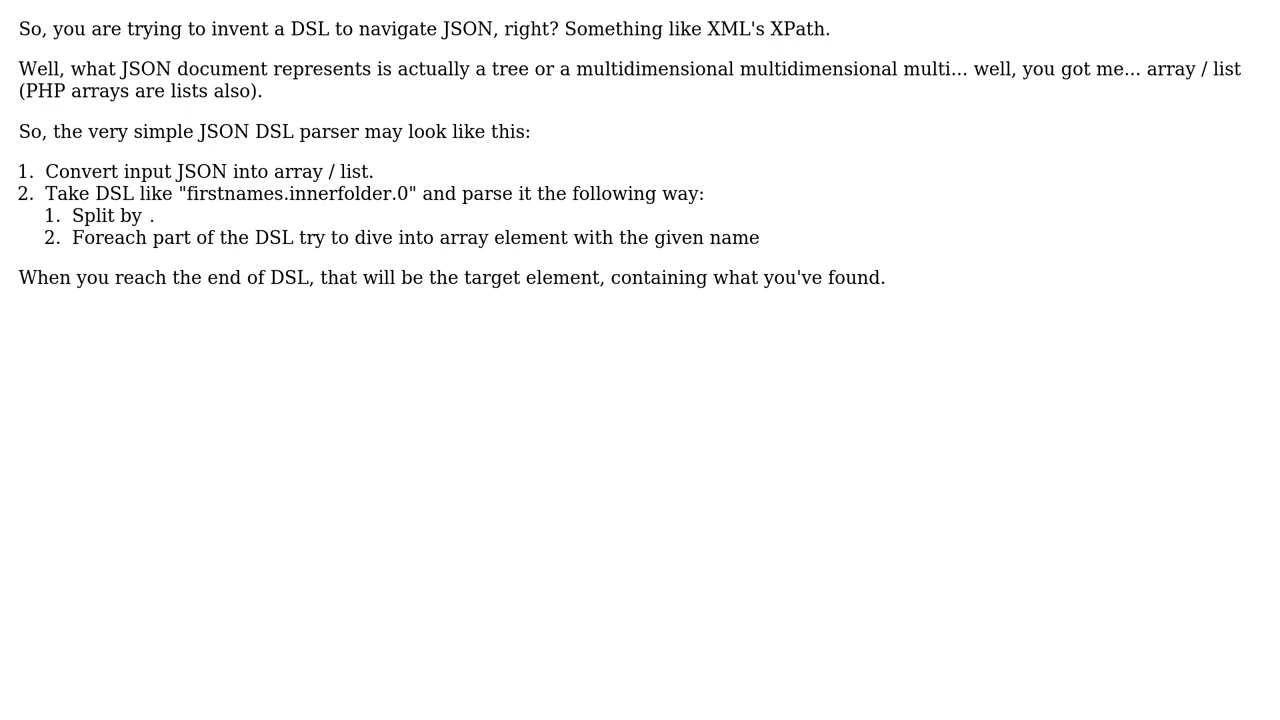 So, you are trying to invent a DSL to navigate JSON, right? Something like XML's XPath.
Well, what JSON document represents is actually a tree or a multidimensional multidimensional multi... well, you got me... array / list
(PHP arrays are lists also).
So, the very simple JSON DSL parser may look like this:
1. Convert input JSON into array / list.
2. Take DSL like "firstnames.innerfolder.0" and parse it the following way:
1. Split by .
2. Foreach part of the DSL try to dive into array element with the given name
When you reach the end of DSL, that will be the target element, containing what you've found.